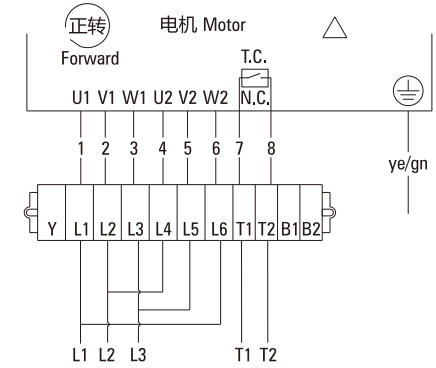 正转 电机 Motor
Forward
T.C.
U1 V1 W1 U2 V2 W2 N.C.
1 2 3 4 5 6 7 8
ye/gn
Y L1 L2 L3 L4 L5 L6 T1 T2 B1 B2
L1 L2 L3 T1 T2